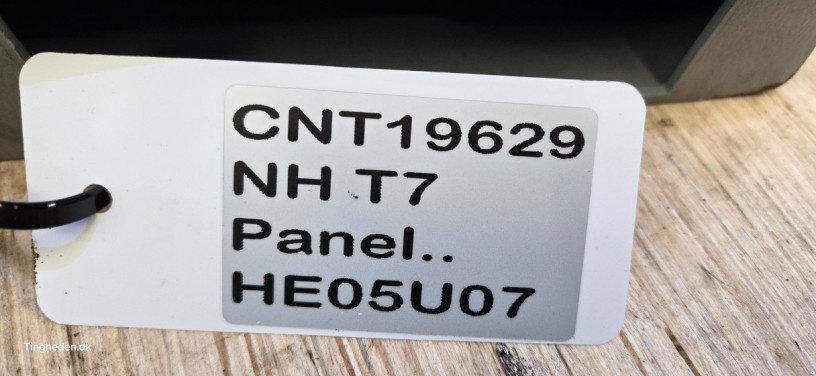 CNT19629
NH T7
Panel..
HE05U07
Tingheden.dk